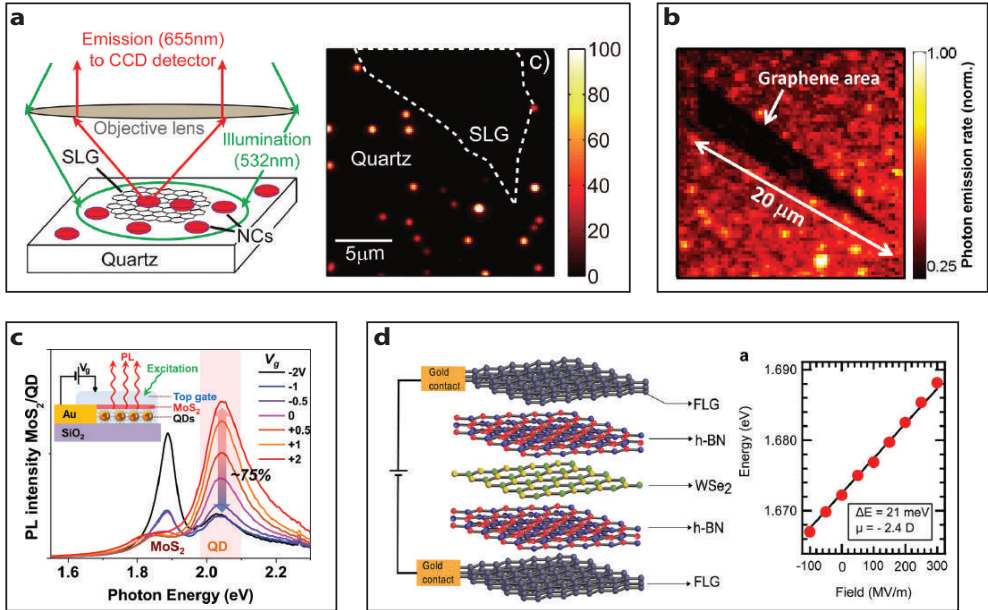 a
Emission (655nm)
to CCD detector
Objective lens
SLG
Illumination
(532nm)
NCs
Quartz
c)
SLG
Quartz
5μm
100
80
60
40
20
0
b
Graphene area
20 μm
1.00
0.25
Photon emission rate (norm.)
c
PL intensity MoS2/QD
Vg
PL
Excitation
Top gate
MoS2
QDs
Au
SiO2
Vg
-2V
-1
-0.5
0
+0.5
+1
+2
~75%
MoS2
QD
1.6
1.8
2.0
2.2
Photon Energy (eV)
d
Gold
contact
FLG
h-BN
WSe2
h-BN
Gold
contact
FLG
a
Energy (eV)
1.690
1.680
1.670
ΔE = 21 meV
μ = - 2.4 D
-100 0 100 200 300
Field (MV/m)